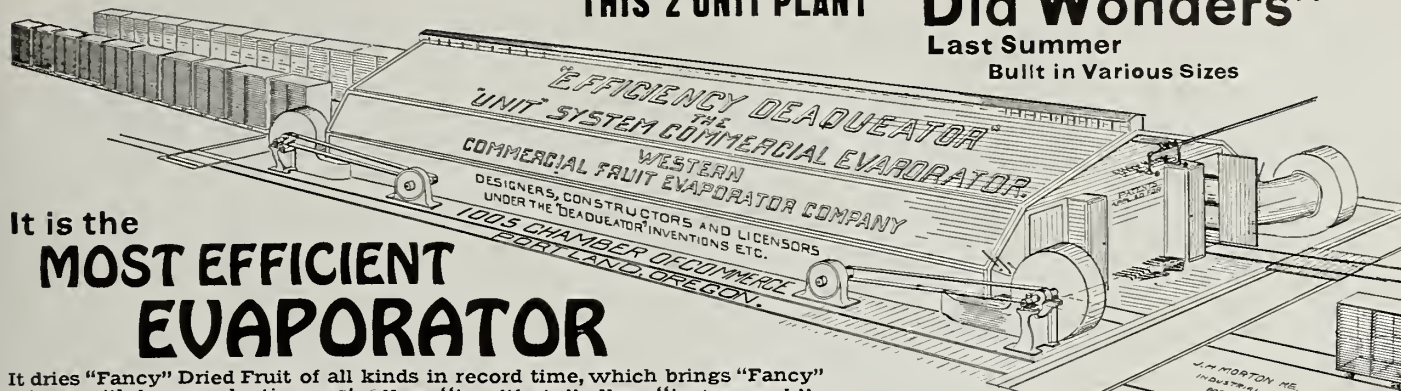 THIS 2 UNIT PLANT
Did Wonders"
Last Summer
Built in Various Sizes
"EFFICIENCY DEAQUEATOR"
THE
"UNIT" SYSTEM COMMERCIAL EVARORATOR
WESTERN
COMMERCIAL FRUIT EVAPORATOR COMPANY
DESIGNERS, CONSTRUCTORS AND LICENSORS
UNDER THE "DEAQUEATOR" INVENTIONS ETC.
1005 CHAMBER OF COMMERCE
PORTLAND, OREGON.
It is the
MOST EFFICIENT
EVAPORATOR
It dries "Fancy" Dried Fruit of all kinds in record time, which brings "Fancy"
J.M MORTON ME.
INDUSTRIAL